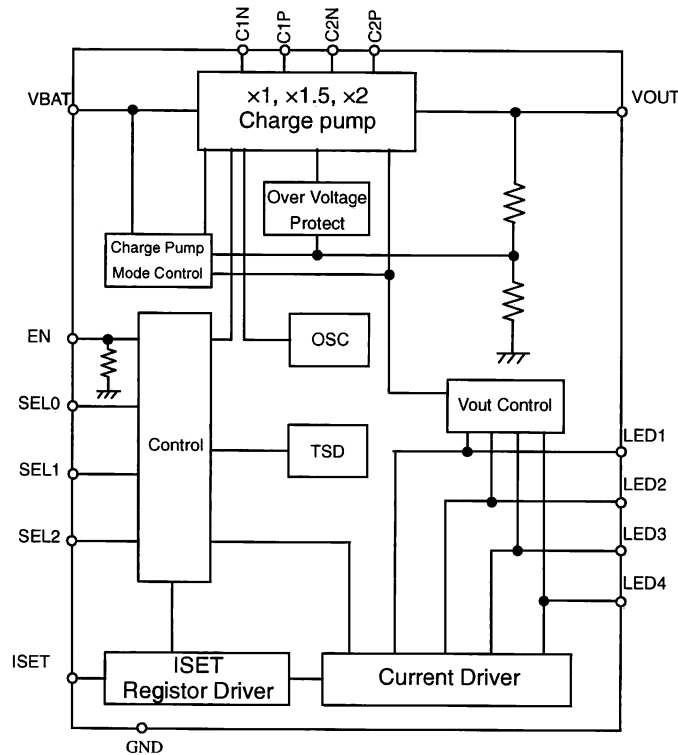 C1N
C1P
C2N
C2P
VBAT
×1, ×1.5, ×2
Charge pump
VOUT
Over Voltage
Protect
Charge Pump
Mode Control
EN
OSC
SEL0
Vout Control
Control
LED1
TSD
SEL1
LED2
SEL2
LED3
LED4
ISET
ISET
Registor Driver
Current Driver
GND